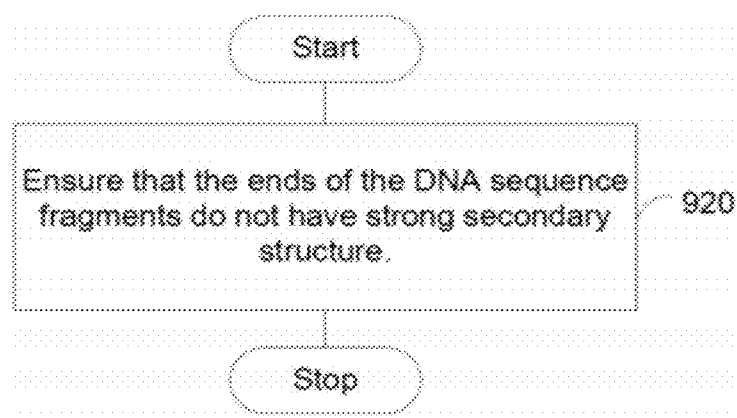 Start
Ensure that the ends of the DNA sequence
fragments do not have strong secondary
structure.
920
Stop